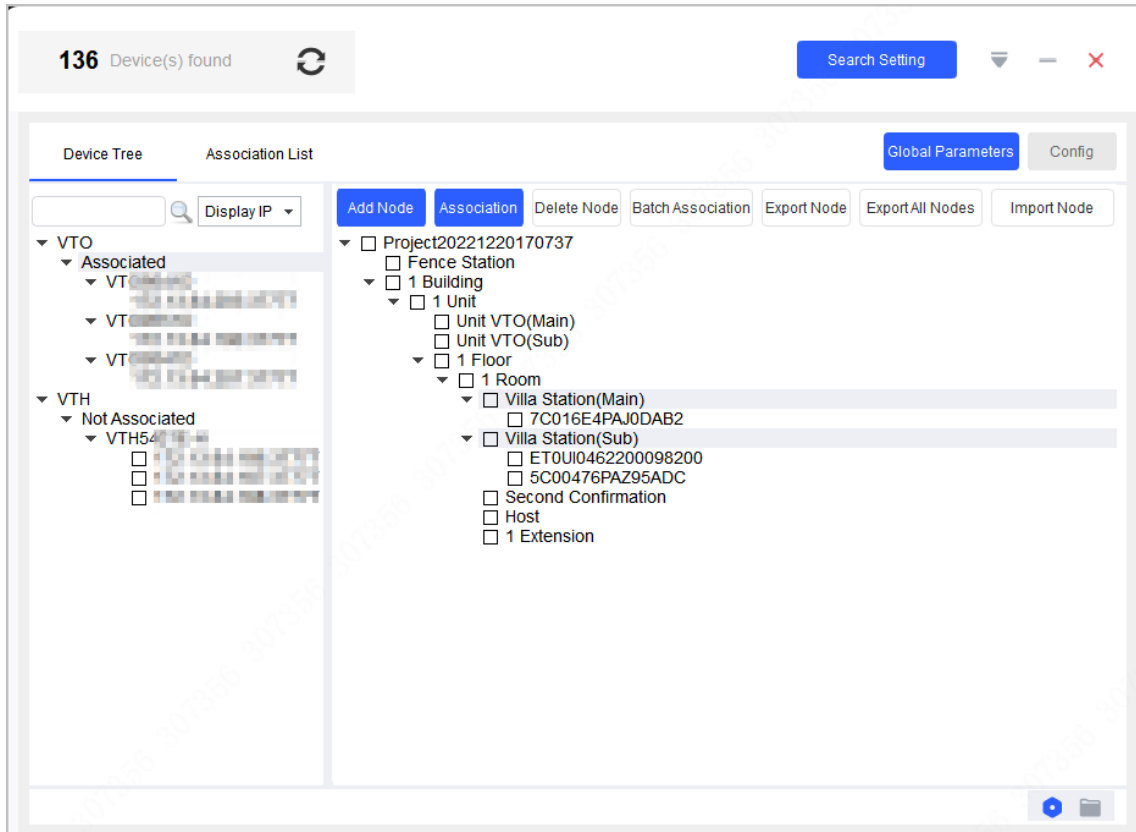 136 Device(s) found
Search Setting
Device Tree
Association List
Global Parameters
Config
Display IP
Add Node
Association
Delete Node
Batch Association
Export Node
Export All Nodes
Import Node
VTO
Associated
VTH
Not Associated
Project20221220170737
Fence Station
1 Building
1 Unit
Unit VTO(Main)
Unit VTO(Sub)
1 Floor
1 Room
Villa Station(Main)
7C016E4PAJ0DAB2
Villa Station(Sub)
ET0UI0462200098200
5C00476PAZ95ADC
Second Confirmation
Host
1 Extension
307356 307356